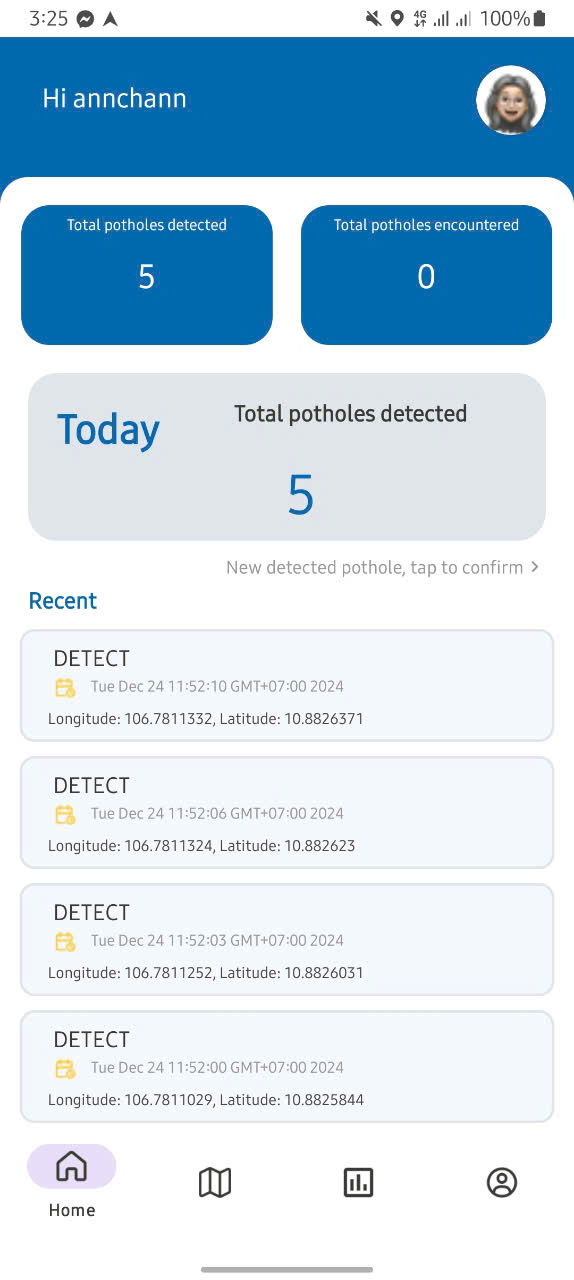 3:25 4G 100%
Hi annchann
Total potholes detected
5
Total potholes encountered
0
Today
Total potholes detected
5
New detected pothole, tap to confirm >
Recent
DETECT
Tue Dec 24 11:52:10 GMT+07:00 2024
Longitude: 106.7811332, Latitude: 10.8826371
DETECT
Tue Dec 24 11:52:06 GMT+07:00 2024
Longitude: 106.7811324, Latitude: 10.882623
DETECT
Tue Dec 24 11:52:03 GMT+07:00 2024
Longitude: 106.7811252, Latitude: 10.8826031
DETECT
Tue Dec 24 11:52:00 GMT+07:00 2024
Longitude: 106.7811029, Latitude: 10.8825844
Home